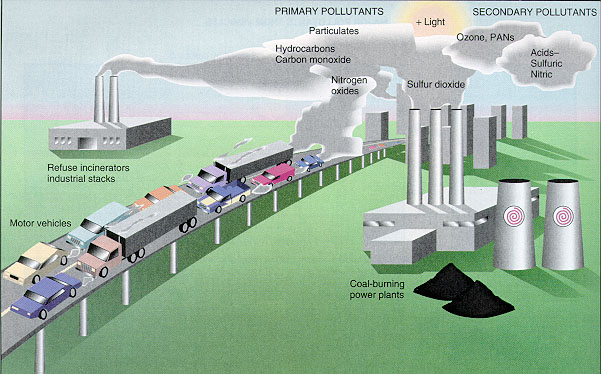 PRIMARY POLLUTANTS
+ Light
SECONDARY POLLUTANTS
Particulates
Ozone, PANs
Hydrocarbons
Carbon monoxide
Acids–
Sulfuric
Nitric
Nitrogen
oxides
Sulfur dioxide
Refuse incinerators
industrial stacks
Motor vehicles
Coal-burning
power plants